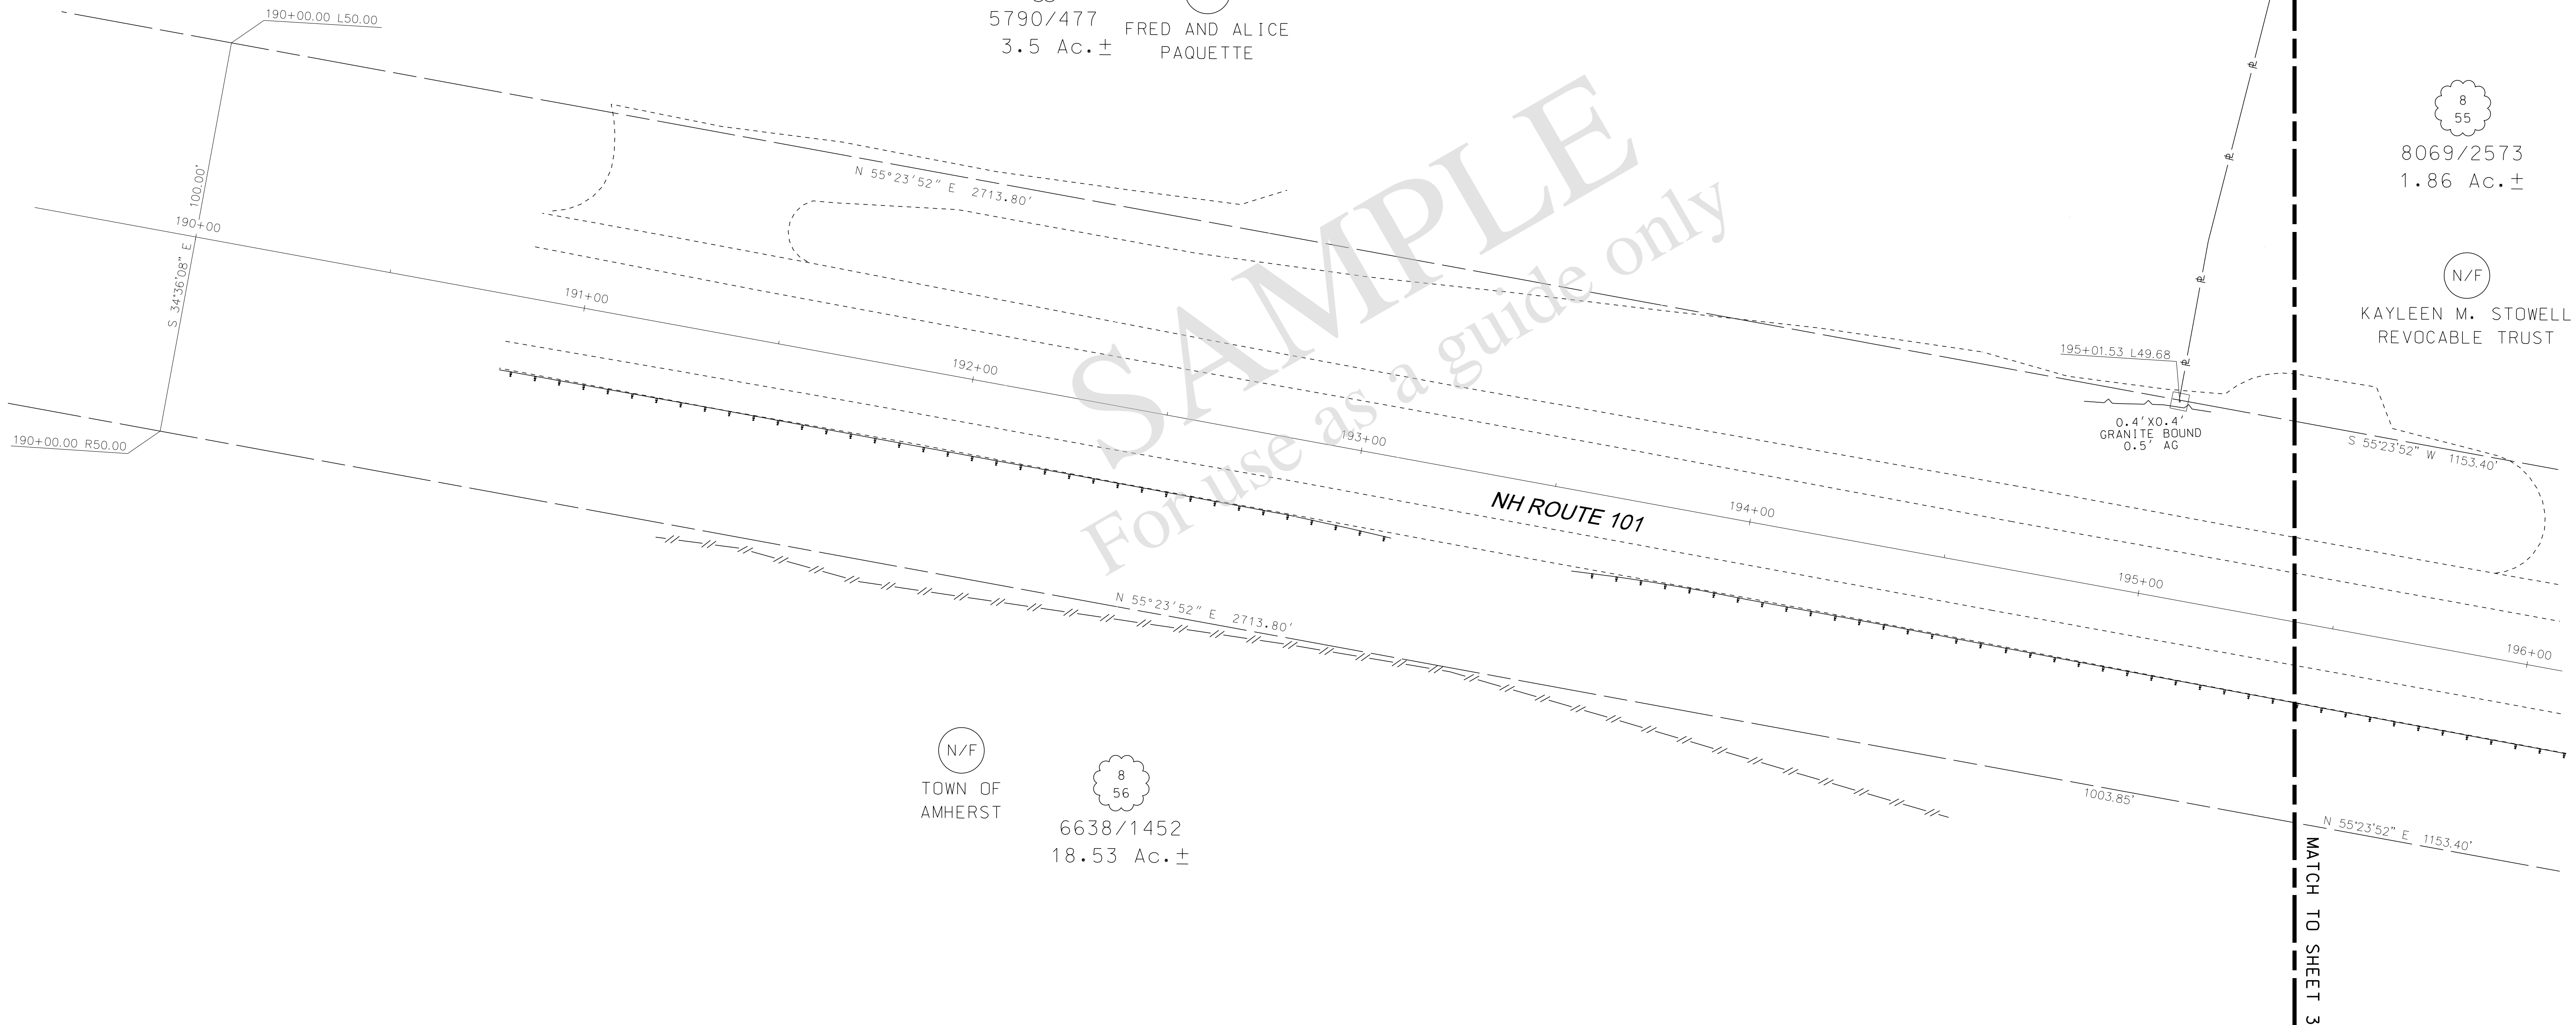 190+00.00 L50.00
5790/477
3.5 Ac.±
FRED AND ALICE
PAQUETTE
8
55
8069/2573
1.86 Ac.±
N/F
KAYLEEN M. STOWELL
REVOCABLE TRUST
100.00'
S 34°36'08" E
190+00
191+00
192+00
193+00
194+00
195+00
196+00
N 55°23'52" E 2713.80'
SAMPLE
For use as a guide only
195+01.53 L49.68
0.4'X0.4'
GRANITE BOUND
0.5' AG
S 55°23'52" W 1153.40'
190+00.00 R50.00
NH ROUTE 101
N 55°23'52" E 2713.80'
1003.85'
N 55°23'52" E 1153.40'
N/F
TOWN OF
AMHERST
8
56
6638/1452
18.53 Ac.±
MATCH TO SHEET 3